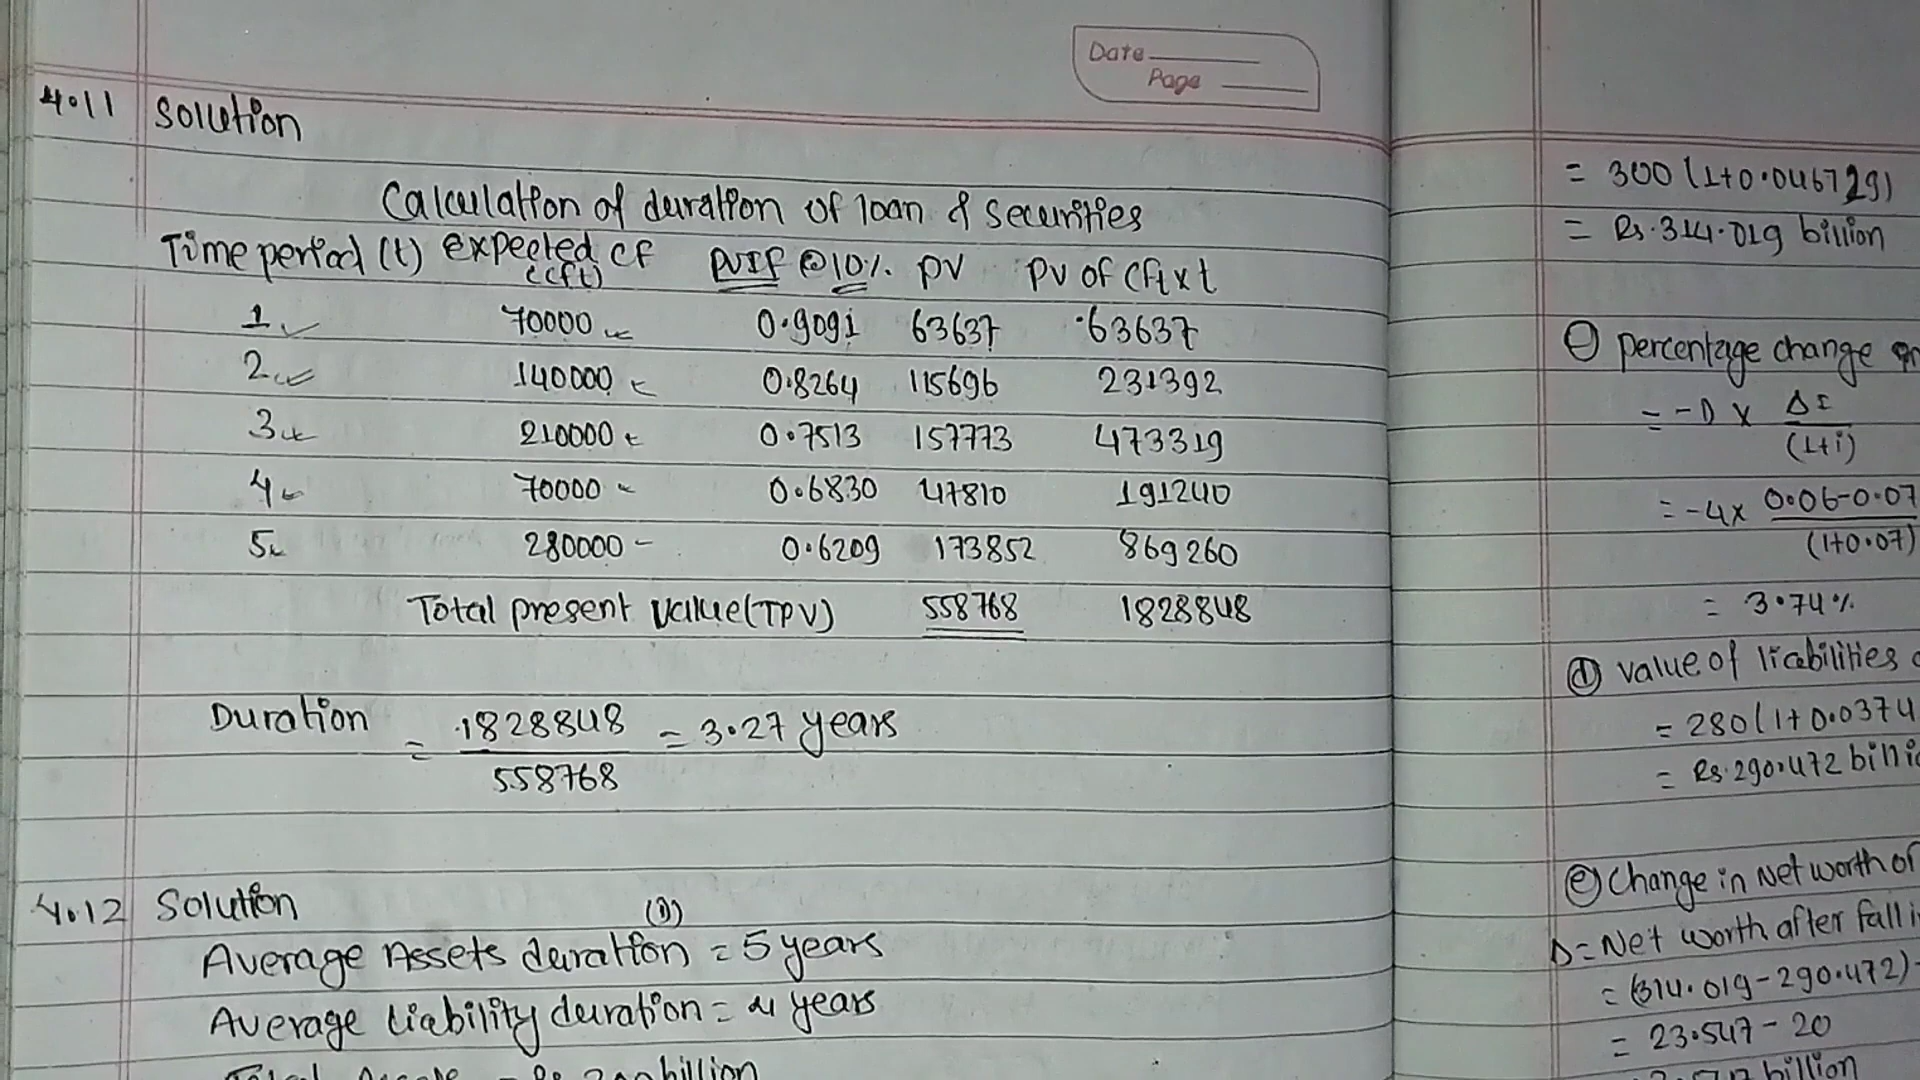 Date
Page
4.11 Solution
Calculation of duration of loan & Securities
Time period (t) expected CF (cft) PVIF @10% PV PV of Cft x t
1 70000 0.9091 63637 63637
2 140000 0.8264 115696 231392
3 210000 0.7513 157773 473319
4 70000 0.6830 47810 191240
5 280000 0.6209 173852 869260
Total present value (TPV) 558768 1828848
Duration = 1828848 = 3.27 years
558768
4.12 Solution
Average Assets duration = 5 years
Average liability duration = 4 years
= 300 (1+0.046729)
= Rs. 314.019 billion
percentage change
= -D x ΔI
(1+i)
= -4x 0.06-0.07
(1+0.07)
= 3.74%
(d) value of liabilities
= 280(1+0.0374
= Rs. 290.472
(e) Change in Net worth of
Δ = Net worth after fall
= (314.019-290.472)-
= 23.547 - 20
billion